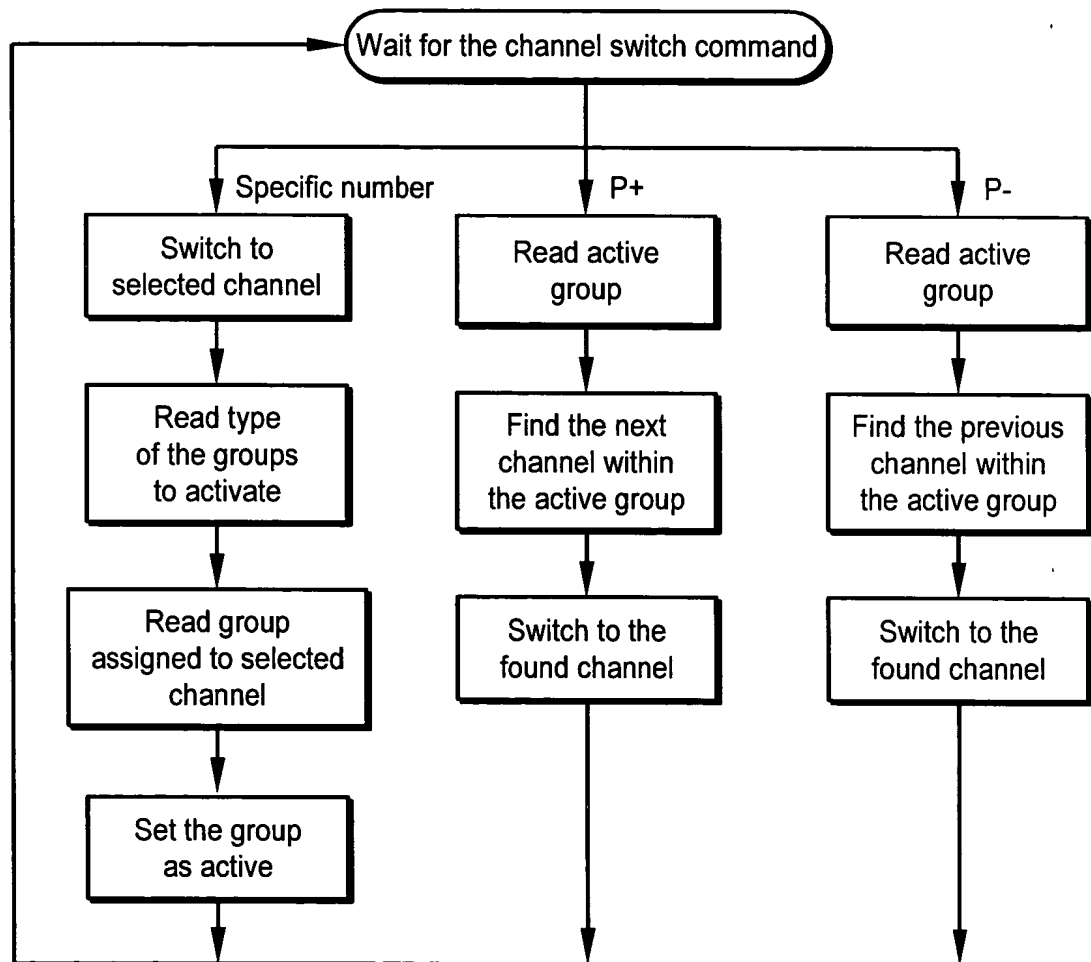 Wait for the channel switch command
Specific number
P+
P-
Switch to
selected channel
Read active
group
Read active
group
Read type
of the groups
to activate
Find the next
channel within
the active group
Find the previous
channel within
the active group
Read group
assigned to selected
channel
Switch to the
found channel
Switch to the
found channel
Set the group
as active